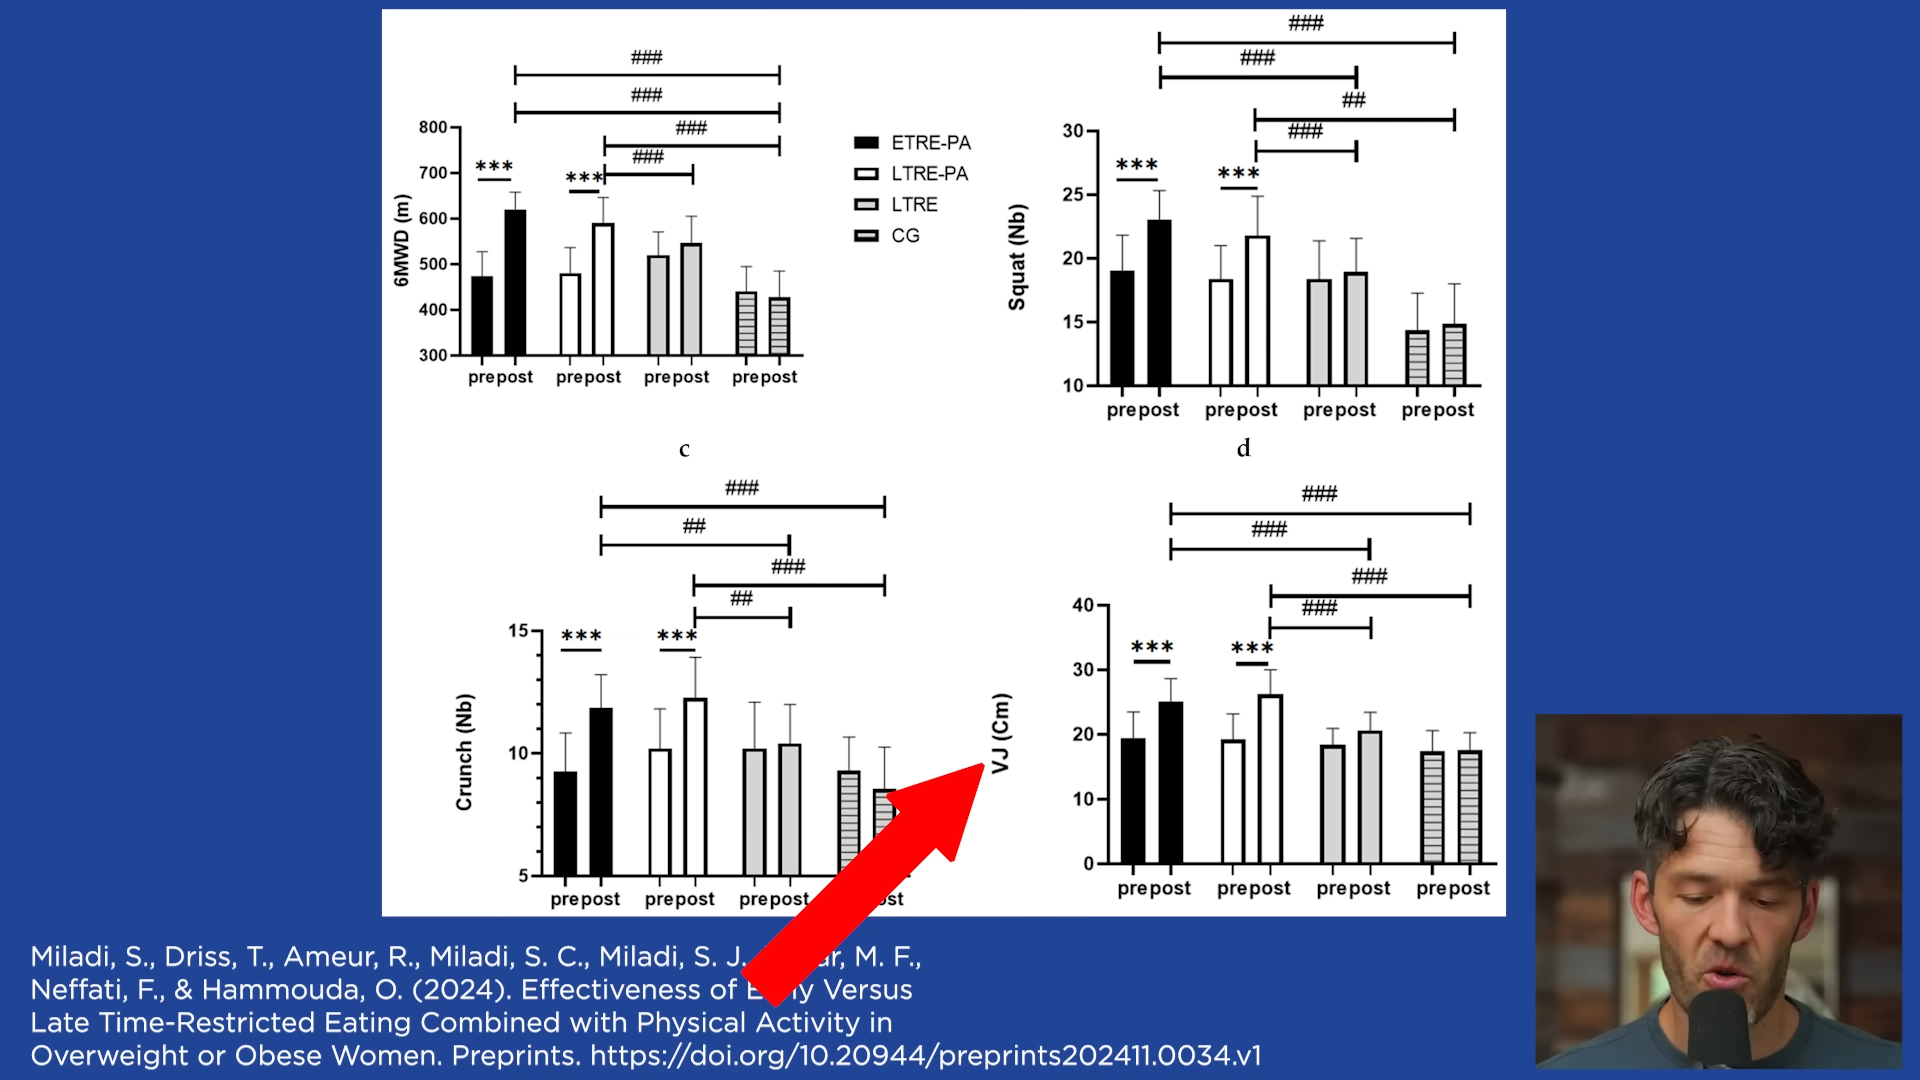 ###
###
###
###
***
***
800
700
600
500
400
300
6MWD (m)
pre post pre post pre post pre post
ETRE-PA
LTRE-PA
LTRE
CG
###
###
##
###
***
***
30
25
20
15
10
Squat (Nb)
pre post pre post pre post pre post
c
d
###
##
###
##
***
***
15
10
5
Crunch (Nb)
pre post pre post pre post
###
###
###
###
***
***
40
30
20
10
0
VJ (Cm)
pre post pre post pre post pre post
Miladi, S., Driss, T., Ameur, R., Miladi, S. C., Miladi, S. J. M. F.,
Neffati, F., & Hammouda, O. (2024). Effectiveness of Versus
Late Time-Restricted Eating Combined with Physical Activity in
Overweight or Obese Women. Preprints. https://doi.org/10.20944/preprints202411.0034.v1